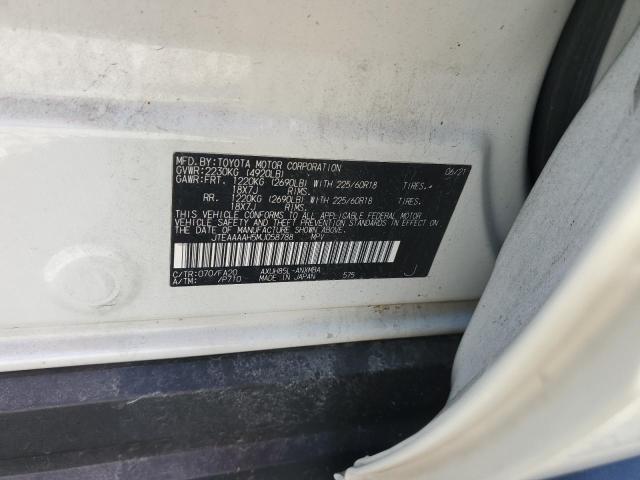 MFD.BY:TOYOTA MOTOR CORPORATION 06/21
GVWR:2230KG (4920LB)
GAWR:FRT. 1220KG (2690LB) WITH 225/60R18 TIRES.
18X7J RIMS.
RR. 1220KG (2690LB) WITH 225/60R18 TIRES.
18X7J RIMS.
THIS VEHICLE CONFORMS TO ALL APPLICABLE FEDERAL MOTOR
VEHICLE SAFETY AND THEFT PREVENTION STANDARDS IN EFFECT ON
THE DATE OF MANUFACTURE SHOWN ABOVE.
JTEAAAAH5MJ058788 MPV
C/TR:070/FA20 AXUH85L-ANXMBA
A/TM: /P710 MADE IN JAPAN 575 J